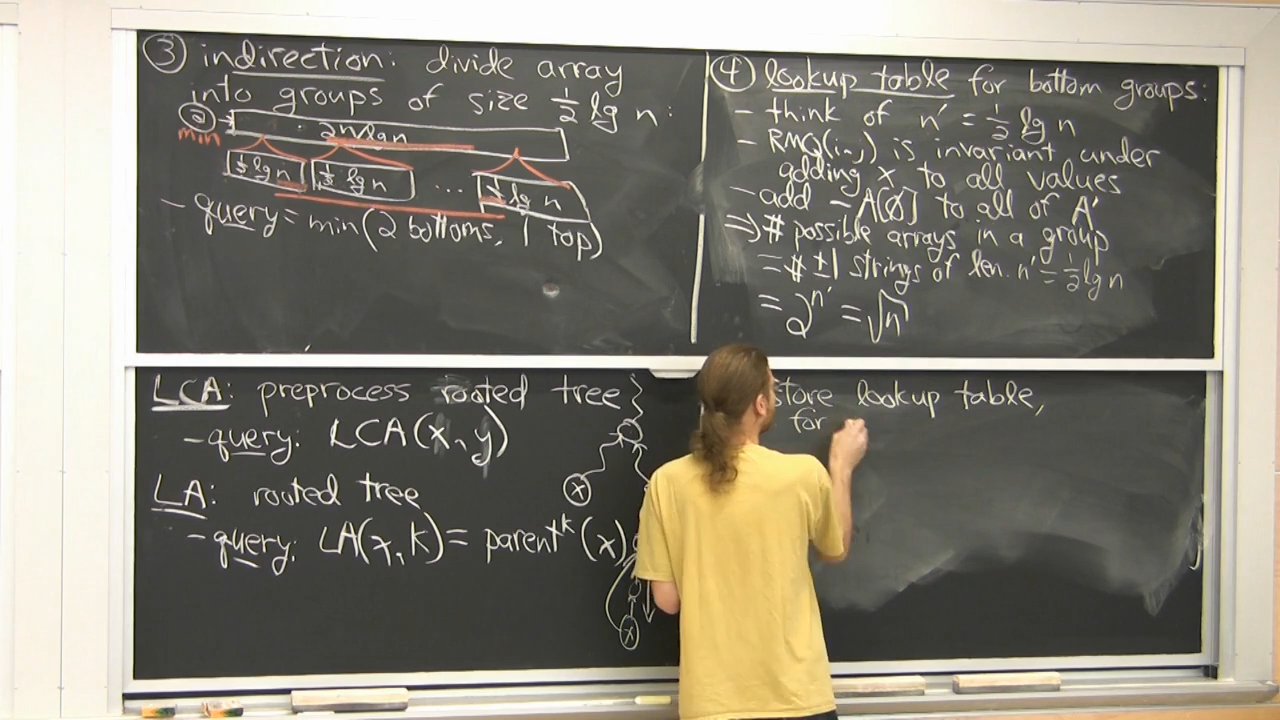 ③ indirection: divide array
into groups of size ½ lg n :
②→ 2n/lg n
min
½ lg n ½ lg n ... ½ lg n
- query = min(2 bottoms, 1 top)
④ lookup table for bottom groups:
- think of n' = ½ lg n
- RMQ(i,j) is invariant under
adding x to all values
- add -A[∅] to all of A'
⇒ # possible arrays in a group
= # ±1 strings of len. n' = ½ lg n
= 2^n' = √n
LCA: preprocess rooted tree
- query: LCA(x,y)
x
LA: rooted tree
- query: LA(x,k) = parent^k (x)
x
store lookup table,
for